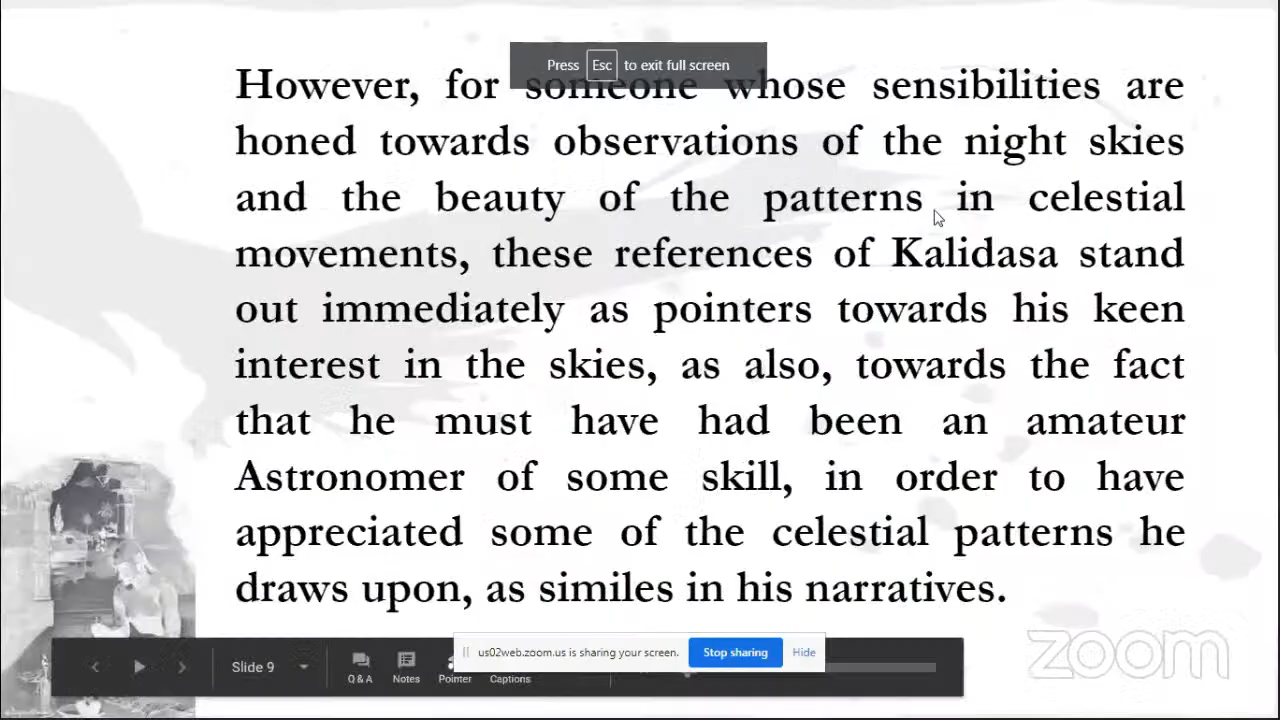 Press Esc to exit full screen
However, for someone whose sensibilities are
honed towards observations of the night skies
and the beauty of the patterns in celestial
movements, these references of Kalidasa stand
out immediately as pointers towards his keen
interest in the skies, as also, towards the fact
that he must have had been an amateur
Astronomer of some skill, in order to have
appreciated some of the celestial patterns he
draws upon, as similes in his narratives.
zoom
us02web.zoom.us is sharing your screen. Stop sharing Hide
Slide 9
Q & A Notes Pointer Captions